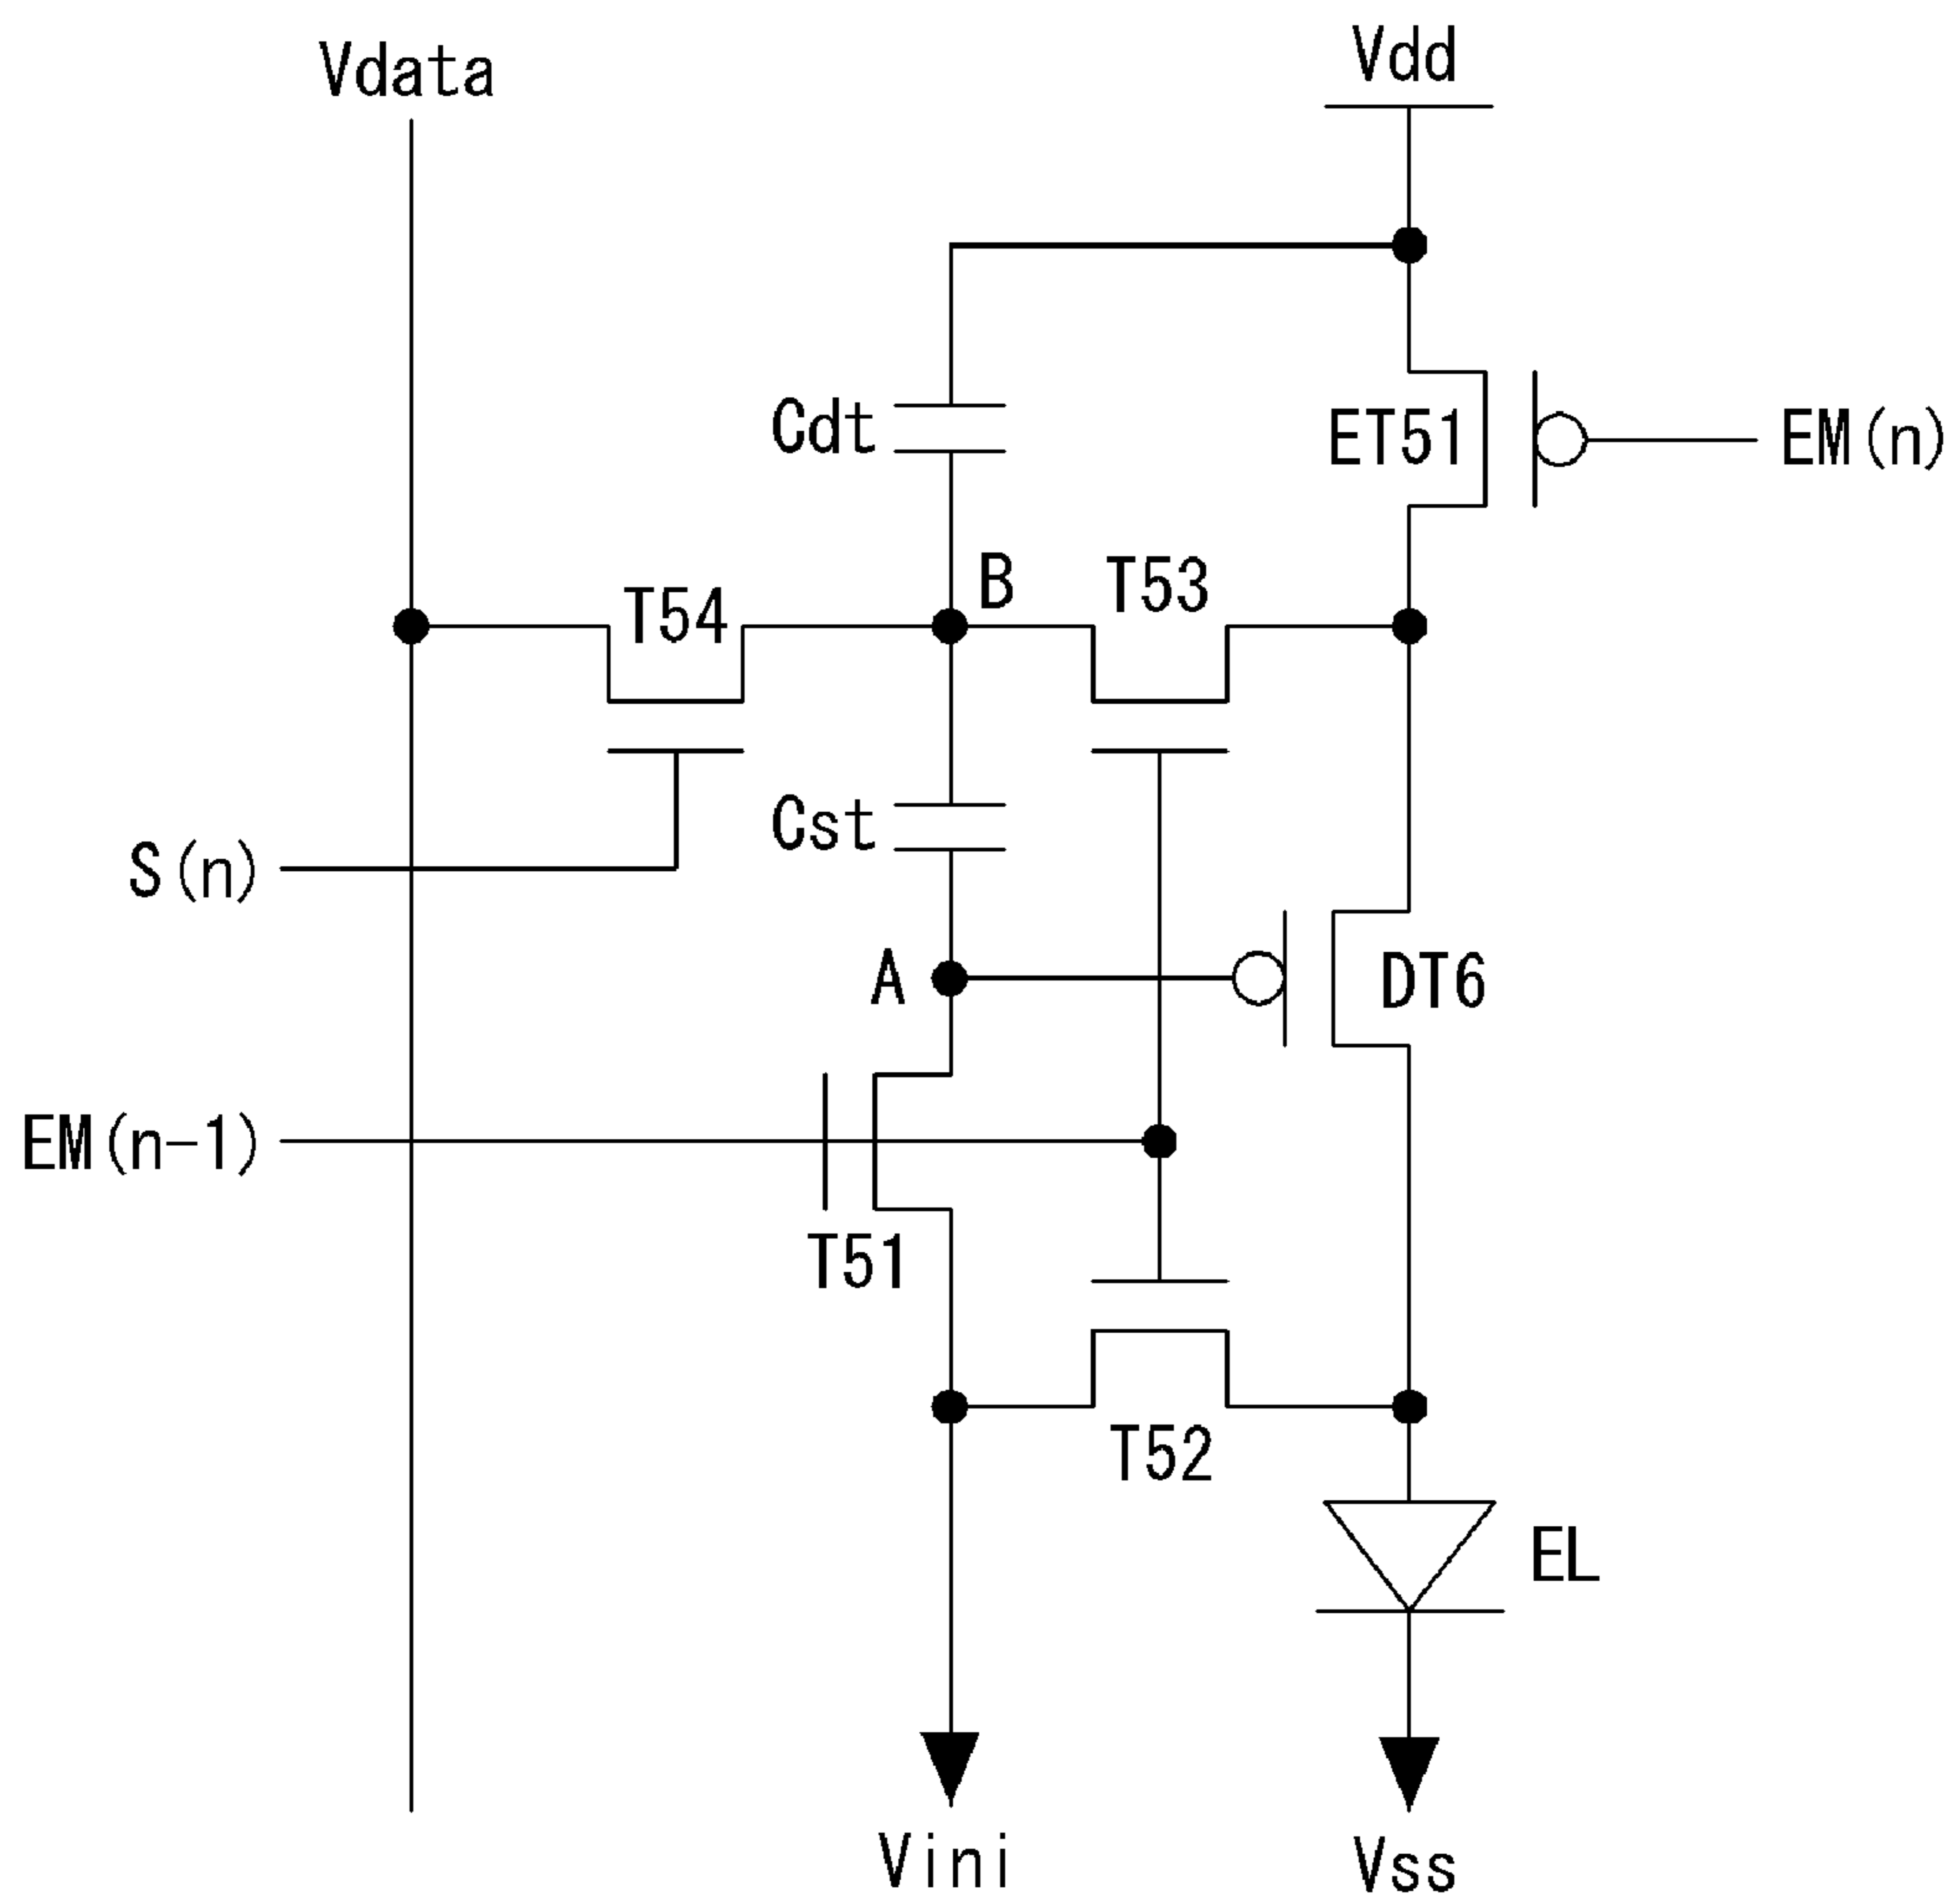 Vdd
Vdata
Cdt
ET51
EM(n)
B
T53
T54
Cst
S(n)
A
DT6
EM(n-1)
T51
T52
EL
Vini
Vss